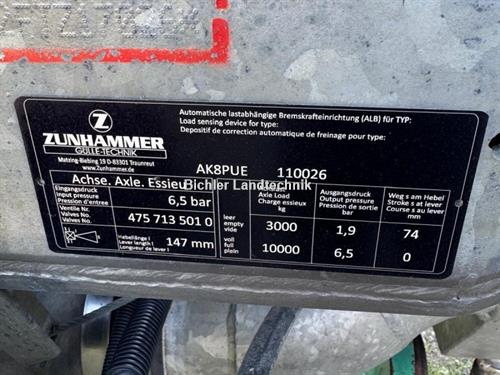 Z
ZUNHAMMER
GÜLLE-TECHNIK
Matzing-Biebing 19 D-83301 Traunreut
www.Zunhammer.de
Automatische lastabhängige Bremskrafteinrichtung (ALB) für TYP:
Load sensing device for type:
Depositif de correction automatique de freinage pour type:
AK8PUE 110026
Achse. Axle. Essieu
Bichler Landtechnik
Eingangsdruck
Input pressure
Pression d'entrée
6,5 bar
Ventile Nr.
Valves No.
Valves No.
475 713 501 0
Hebellänge l
Lever length l
Longueur de levier l
147 mm
Axle Load
Charge essieu
kg
Ausgangsdruck
Output pressure
Pression de sortie
bar
Weg s am Hebel
Stroke s at lever
Course s au levier
mm
leer
empty
vide
3000 1,9 74
voll
full
plein
10000 6,5 0